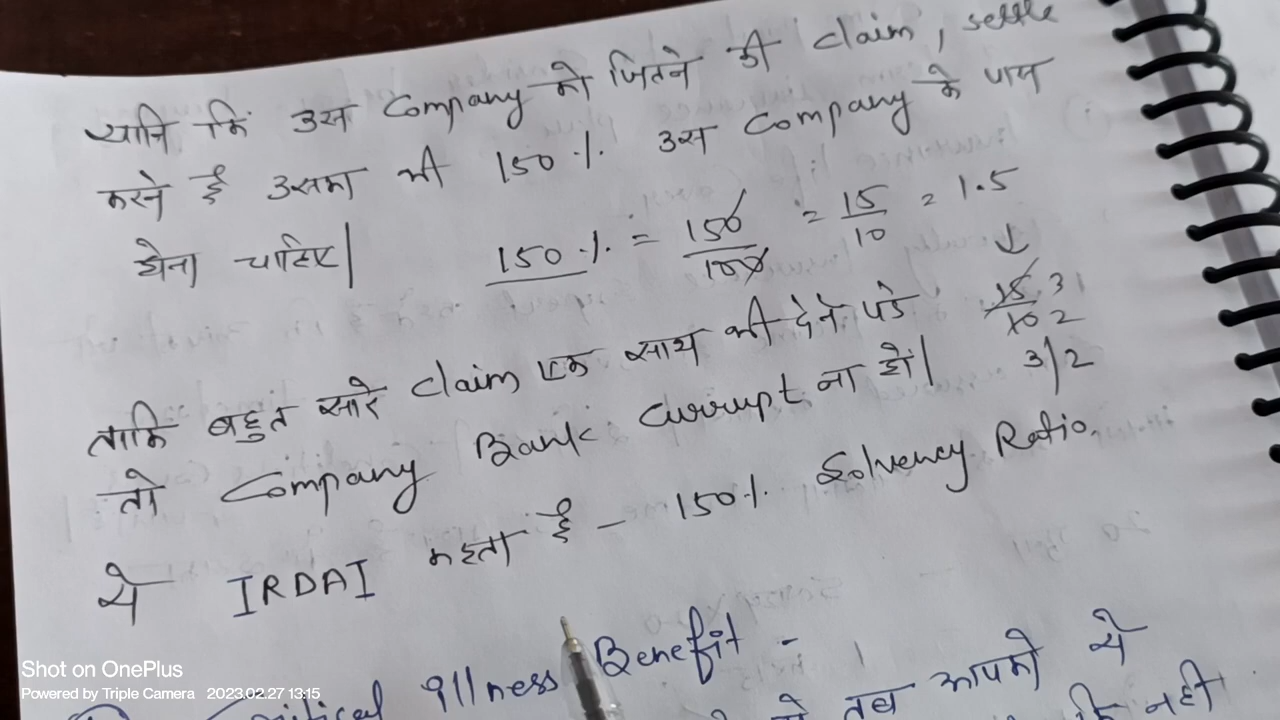 यानि कि उस Company को जितने भी claim, settle
करने है उसका भी 150 %. उस Company के पास
होना चाहिए|
150 %. = 150/100 = 15/10 = 1.5
↓
15/10 3/2
3/2
ताकि बहुत सारे claim एक साथ भी देने पडे
तो Company Bank Currupt ना हो|
ये IRDAI कहता है – 150%. Solvency Ratio.
Critical Illness Benefit -
तब आपको ये
कि नही
Shot on OnePlus
Powered by Triple Camera 2023.02.27 13:15